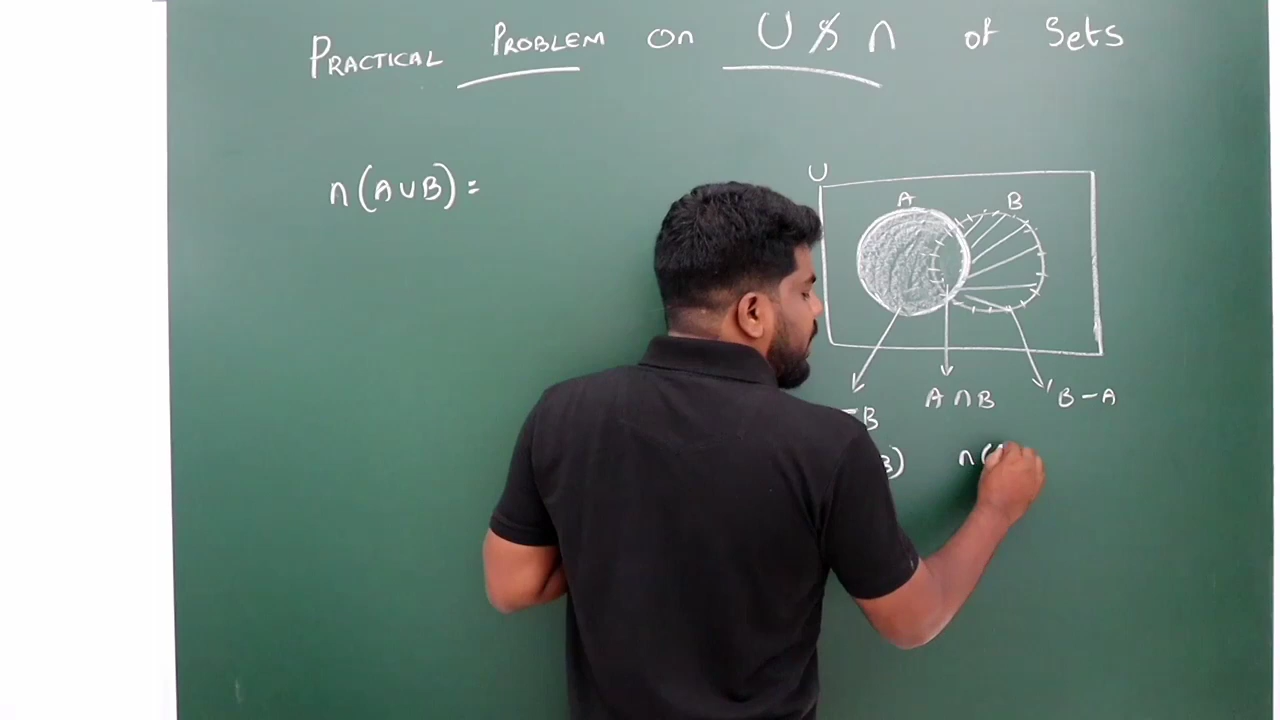 PRACTICAL PROBLEM On U & ∩ of Sets
n(A∪B) =
U
A B
B A∩B B-A
B) n(